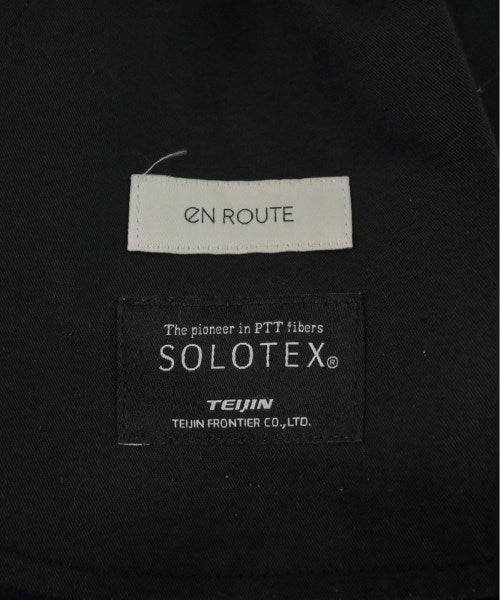 en ROUTE
The pioneer in PTT fibers
SOLOTEX®
TEIJIN
TEIJIN FRONTIER CO.,LTD.